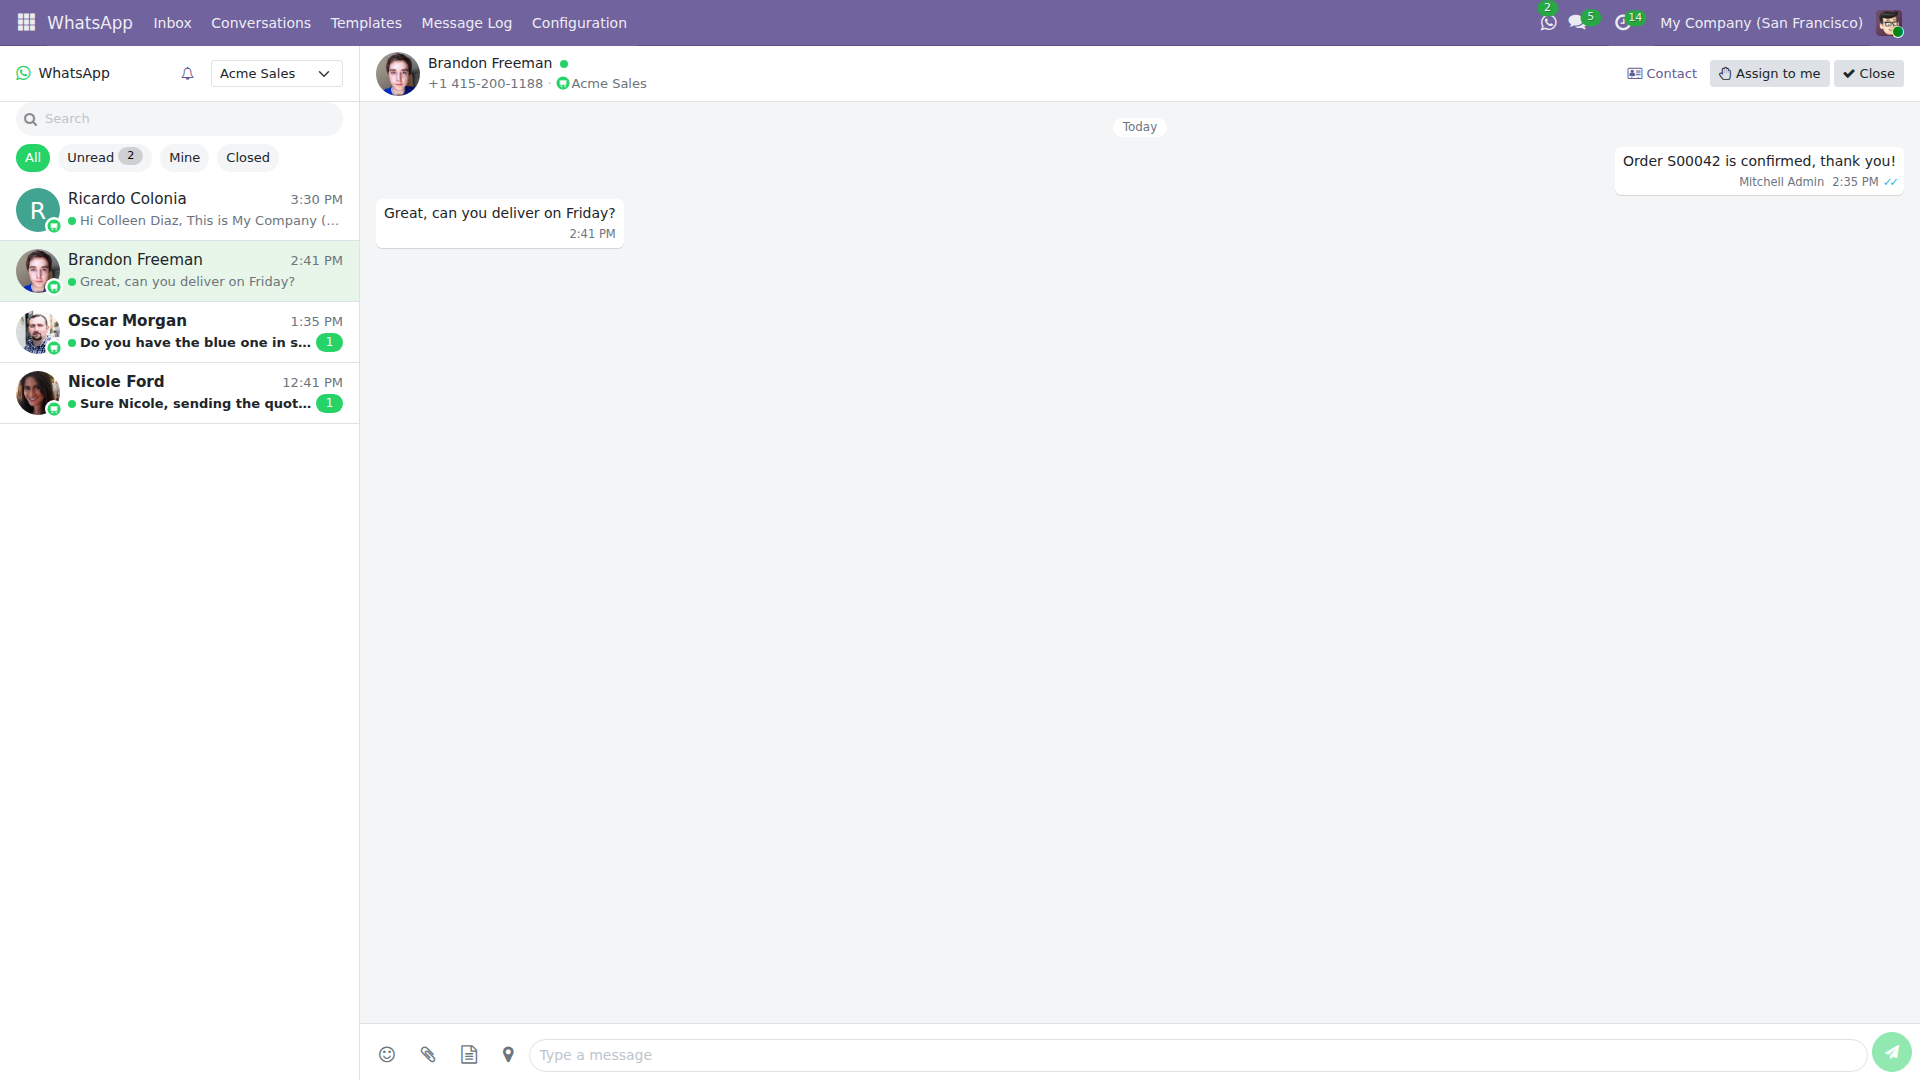 WhatsApp Inbox Conversations Templates Message Log Configuration 2 5 14 My Company (San Francisco)
WhatsApp Acme Sales
Search
All Unread 2 Mine Closed
R Ricardo Colonia 3:30 PM
Hi Colleen Diaz, This is My Company (...
Brandon Freeman 2:41 PM
Great, can you deliver on Friday?
Oscar Morgan 1:35 PM
Do you have the blue one in s... 1
Nicole Ford 12:41 PM
Sure Nicole, sending the quot... 1
Brandon Freeman
+1 415-200-1188 · Acme Sales
Contact Assign to me Close
Today
Order S00042 is confirmed, thank you!
Mitchell Admin 2:35 PM
Great, can you deliver on Friday?
2:41 PM
Type a message